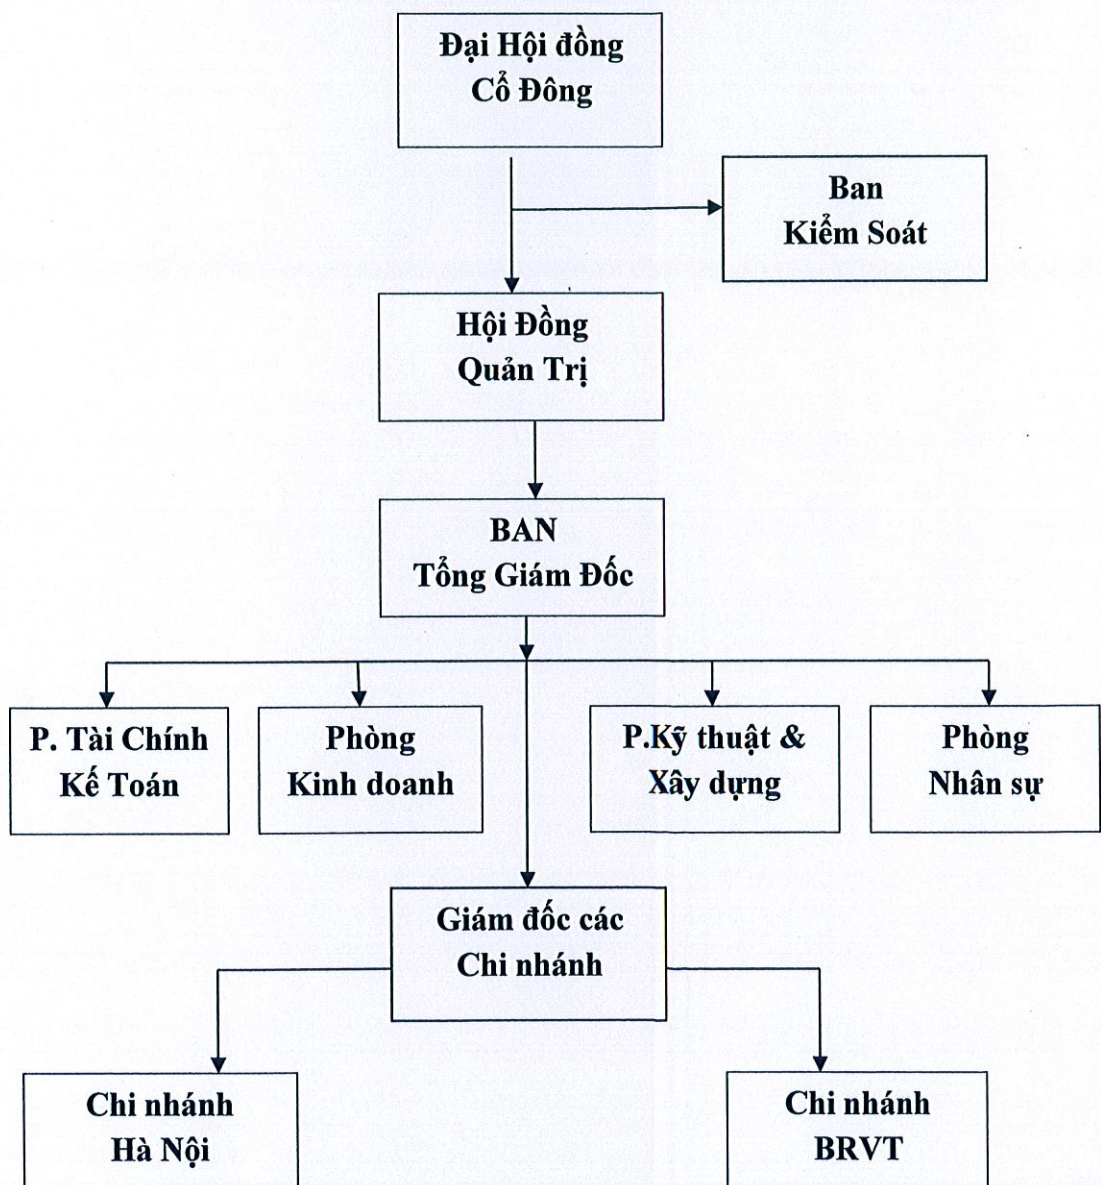 Đại Hội đồng
Cổ Đông
Ban
Kiểm Soát
Hội Đồng
Quản Trị
BAN
Tổng Giám Đốc
P. Tài Chính
Kế Toán
Phòng
Kinh doanh
P.Kỹ thuật &
Xây dựng
Phòng
Nhân sự
Giám đốc các
Chi nhánh
Chi nhánh
Hà Nội
Chi nhánh
BRVT